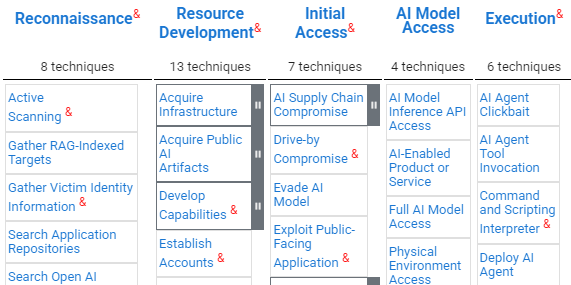 Reconnaissance&
8 techniques
Active
Scanning &
Gather RAG-Indexed
Targets
Gather Victim Identity
Information &
Search Application
Repositories
Search Open AI
Resource
Development&
13 techniques
Acquire
Infrastructure
Acquire Public
AI
Artifacts
Develop
Capabilities &
Establish
Accounts &
Initial
Access&
7 techniques
AI Supply Chain
Compromise
Drive-by
Compromise &
Evade AI
Model
Exploit Public-
Facing
Application &
AI Model
Access
4 techniques
AI Model
Inference API
Access
AI-Enabled
Product or
Service
Full AI Model
Access
Physical
Environment
Access
Execution&
6 techniques
AI Agent
Clickbait
AI Agent
Tool
Invocation
Command
and Scripting
Interpreter &
Deploy AI
Agent